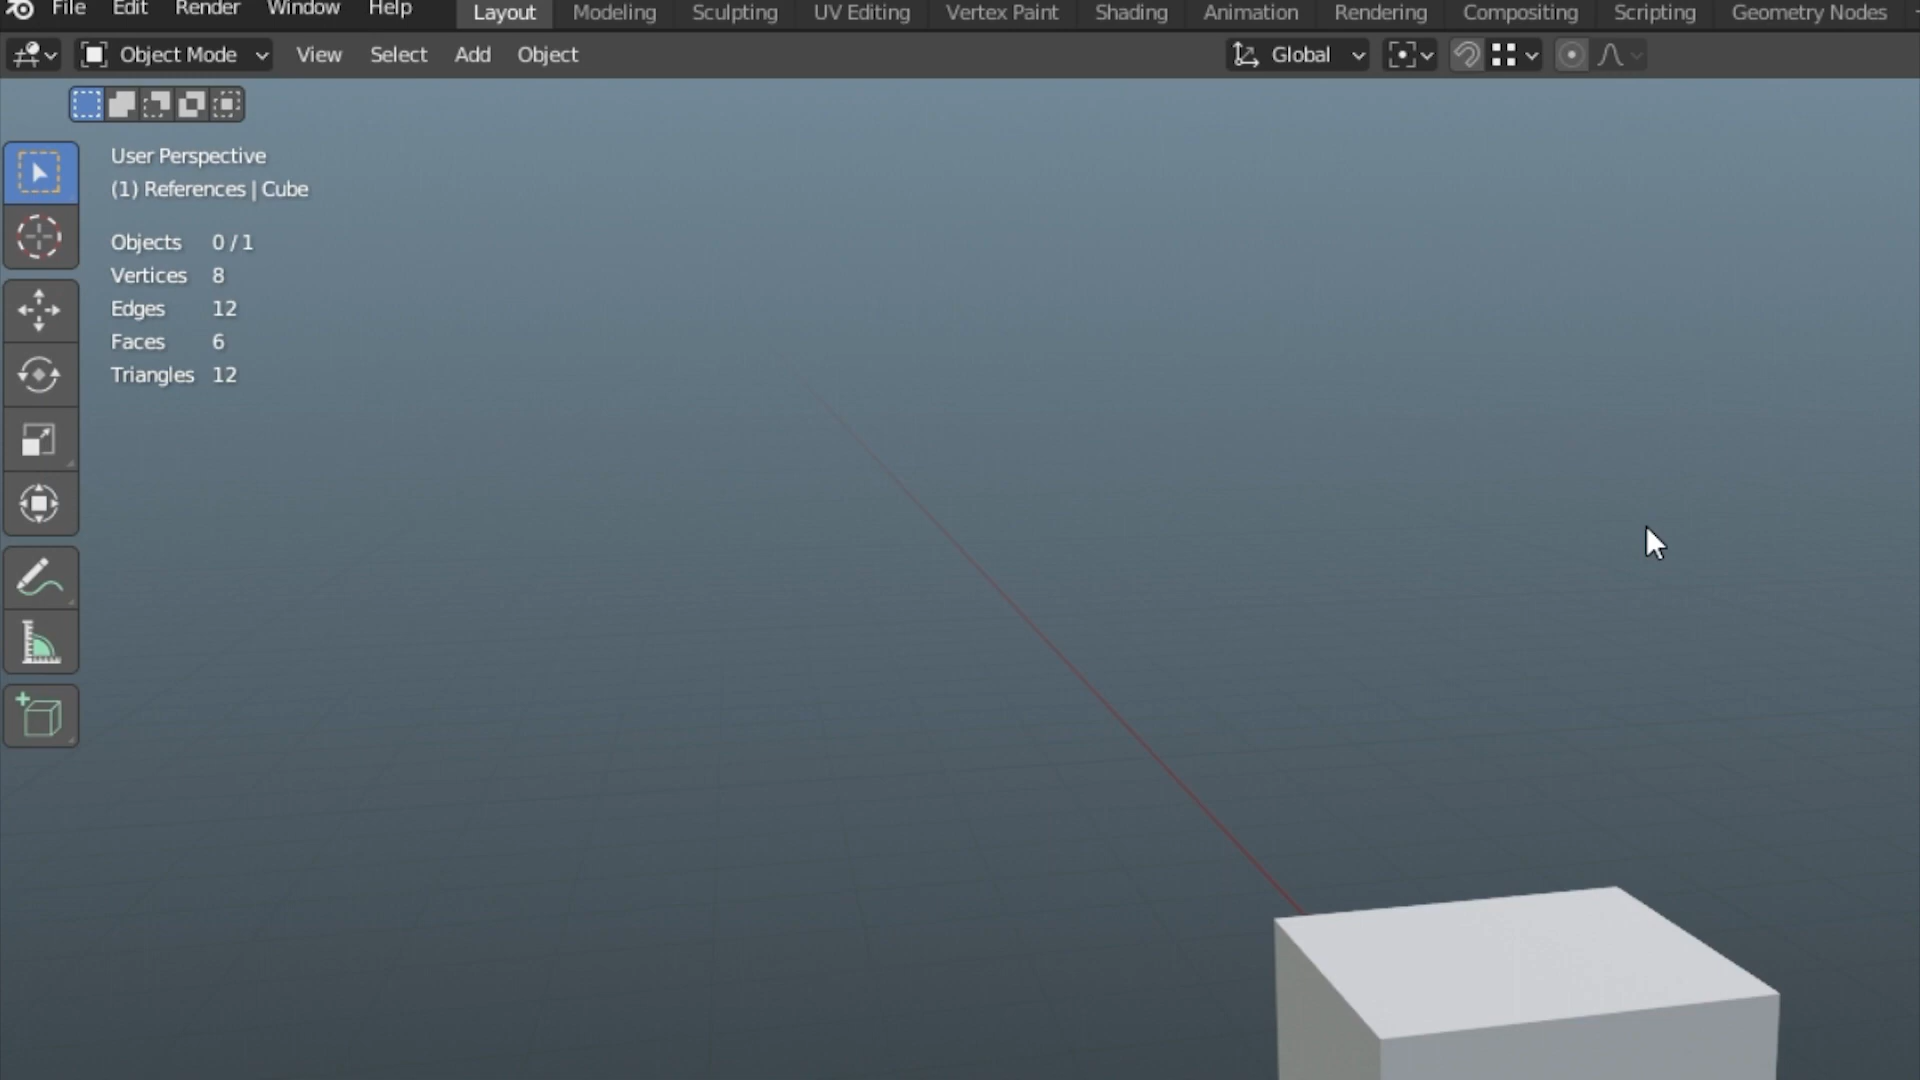 File Edit Render Window Help Layout Modeling Sculpting UV Editing Vertex Paint Shading Animation Rendering Compositing Scripting Geometry Nodes
Object Mode View Select Add Object Global
User Perspective
(1) References | Cube
Objects 0 / 1
Vertices 8
Edges 12
Faces 6
Triangles 12